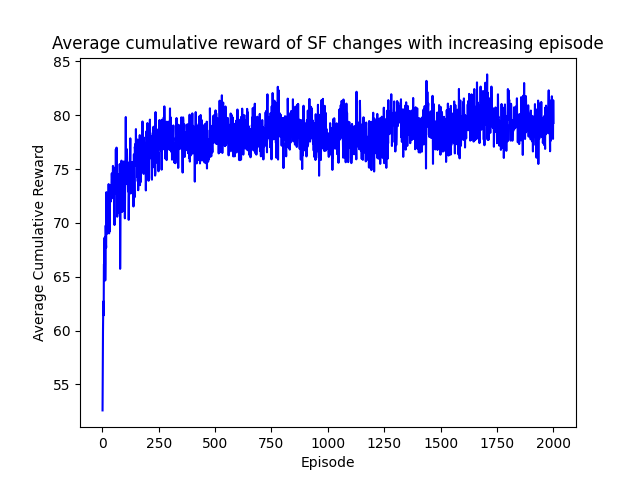 Average cumulative reward of SF changes with increasing episode
85
80
75
70
65
60
55
Average Cumulative Reward
0 250 500 750 1000 1250 1500 1750 2000
Episode